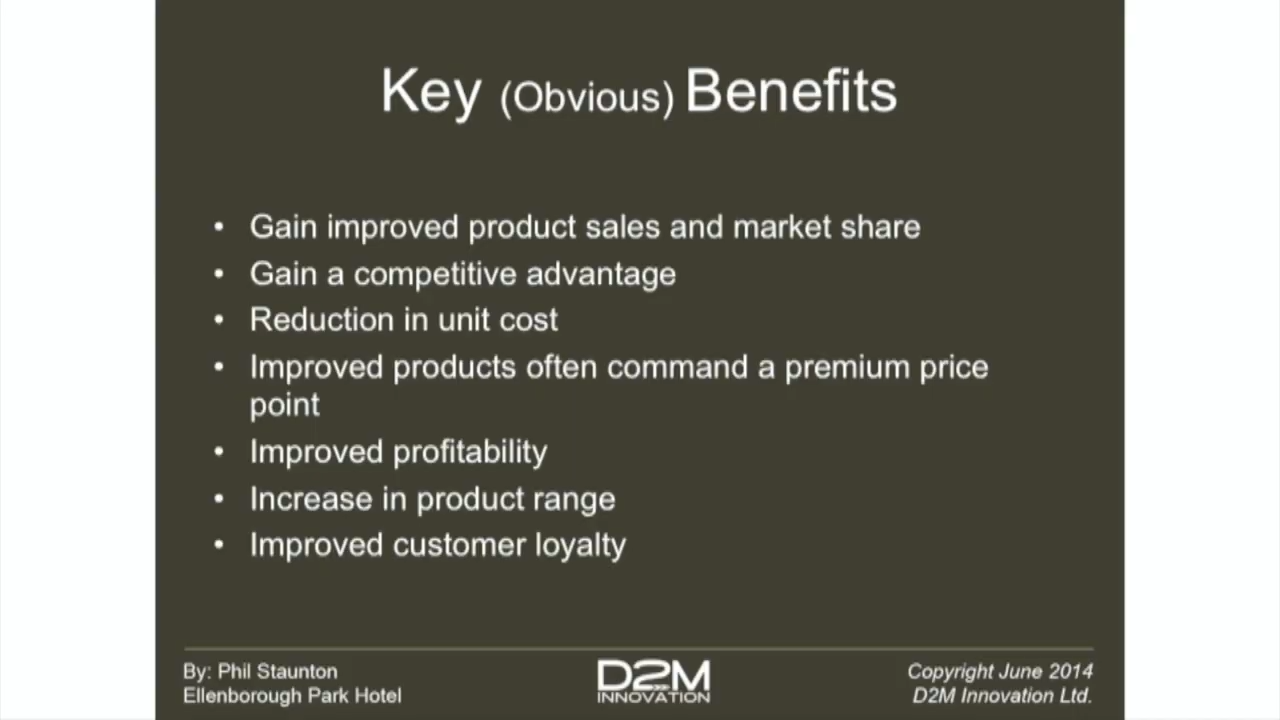 Key (Obvious) Benefits
• Gain improved product sales and market share
• Gain a competitive advantage
• Reduction in unit cost
• Improved products often command a premium price
point
• Improved profitability
• Increase in product range
• Improved customer loyalty
By: Phil Staunton
Ellenborough Park Hotel
D2M
INNOVATION
Copyright June 2014
D2M Innovation Ltd.